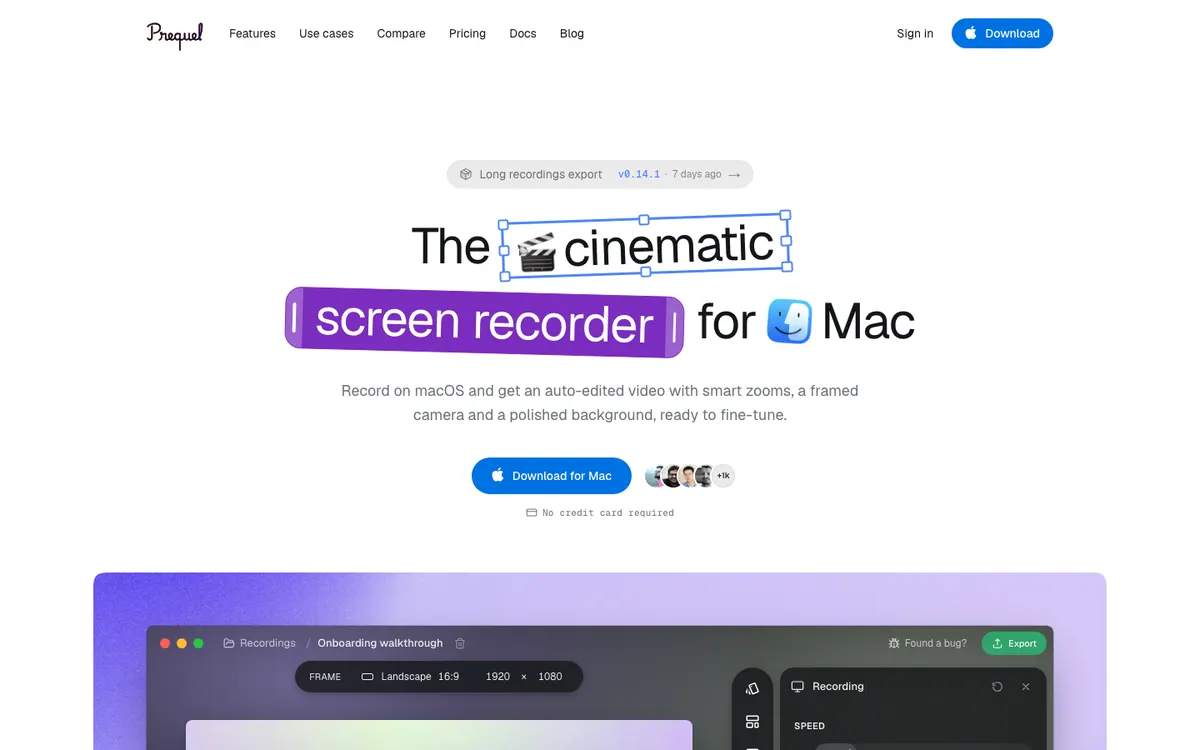 Prequel Features Use cases Compare Pricing Docs Blog Sign in Download
Long recordings export v0.14.1 · 7 days ago →
The cinematic
screen recorder for Mac
Record on macOS and get an auto-edited video with smart zooms, a framed
camera and a polished background, ready to fine-tune.
Download for Mac +1k
No credit card required
Recordings / Onboarding walkthrough Found a bug? Export
FRAME Landscape 16:9 1920 × 1080
Recording
SPEED